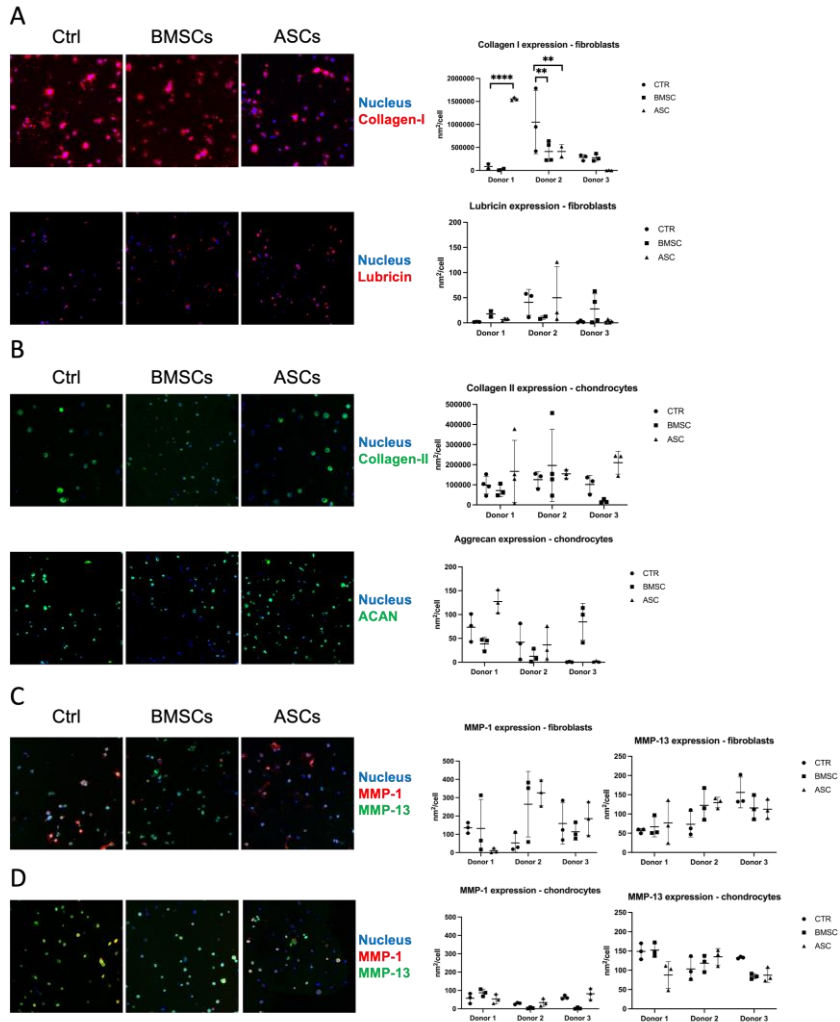 A
Ctrl BMSCs ASCs
Nucleus
Collagen-I
Collagen I expression - fibroblasts
nm²/cell
2000000
1500000
1000000
500000
0
**** ** **
Donor 1 Donor 2 Donor 3
CTR
BMSC
ASC
Nucleus
Lubricin
Lubricin expression - fibroblasts
nm²/cell
200
150
100
50
0
Donor 1 Donor 2 Donor 3
CTR
BMSC
ASC
B
Ctrl BMSCs ASCs
Nucleus
Collagen-II
Collagen II expression - chondrocytes
nm²/cell
500000
400000
300000
200000
100000
0
Donor 1 Donor 2 Donor 3
CTR
BMSC
ASC
Nucleus
ACAN
Aggrecan expression - chondrocytes
nm²/cell
200
150
100
50
0
Donor 1 Donor 2 Donor 3
CTR
BMSC
ASC
C
Ctrl BMSCs ASCs
Nucleus
MMP-1
MMP-13
MMP-1 expression - fibroblasts
nm²/cell
500
400
300
200
100
0
Donor 1 Donor 2 Donor 3
MMP-13 expression - fibroblasts
nm²/cell
200
150
100
50
0
Donor 1 Donor 2 Donor 3
CTR
BMSC
ASC
D
Nucleus
MMP-1
MMP-13
MMP-1 expression - chondrocytes
nm²/cell
500
400
300
200
100
0
Donor 1 Donor 2 Donor 3
MMP-13 expression - chondrocytes
nm²/cell
200
150
100
50
0
Donor 1 Donor 2 Donor 3
CTR
BMSC
ASC